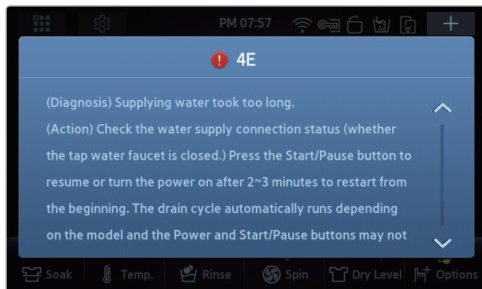 PM 07:57
4E
(Diagnosis) Supplying water took too long.
(Action) Check the water supply connection status (whether
the tap water faucet is closed.) Press the Start/Pause button to
resume or turn the power on after 2~3 minutes to restart from
the beginning. The drain cycle automatically runs depending
on the model and the Power and Start/Pause buttons may not
Soak Temp. Rinse Spin Dry Level Options